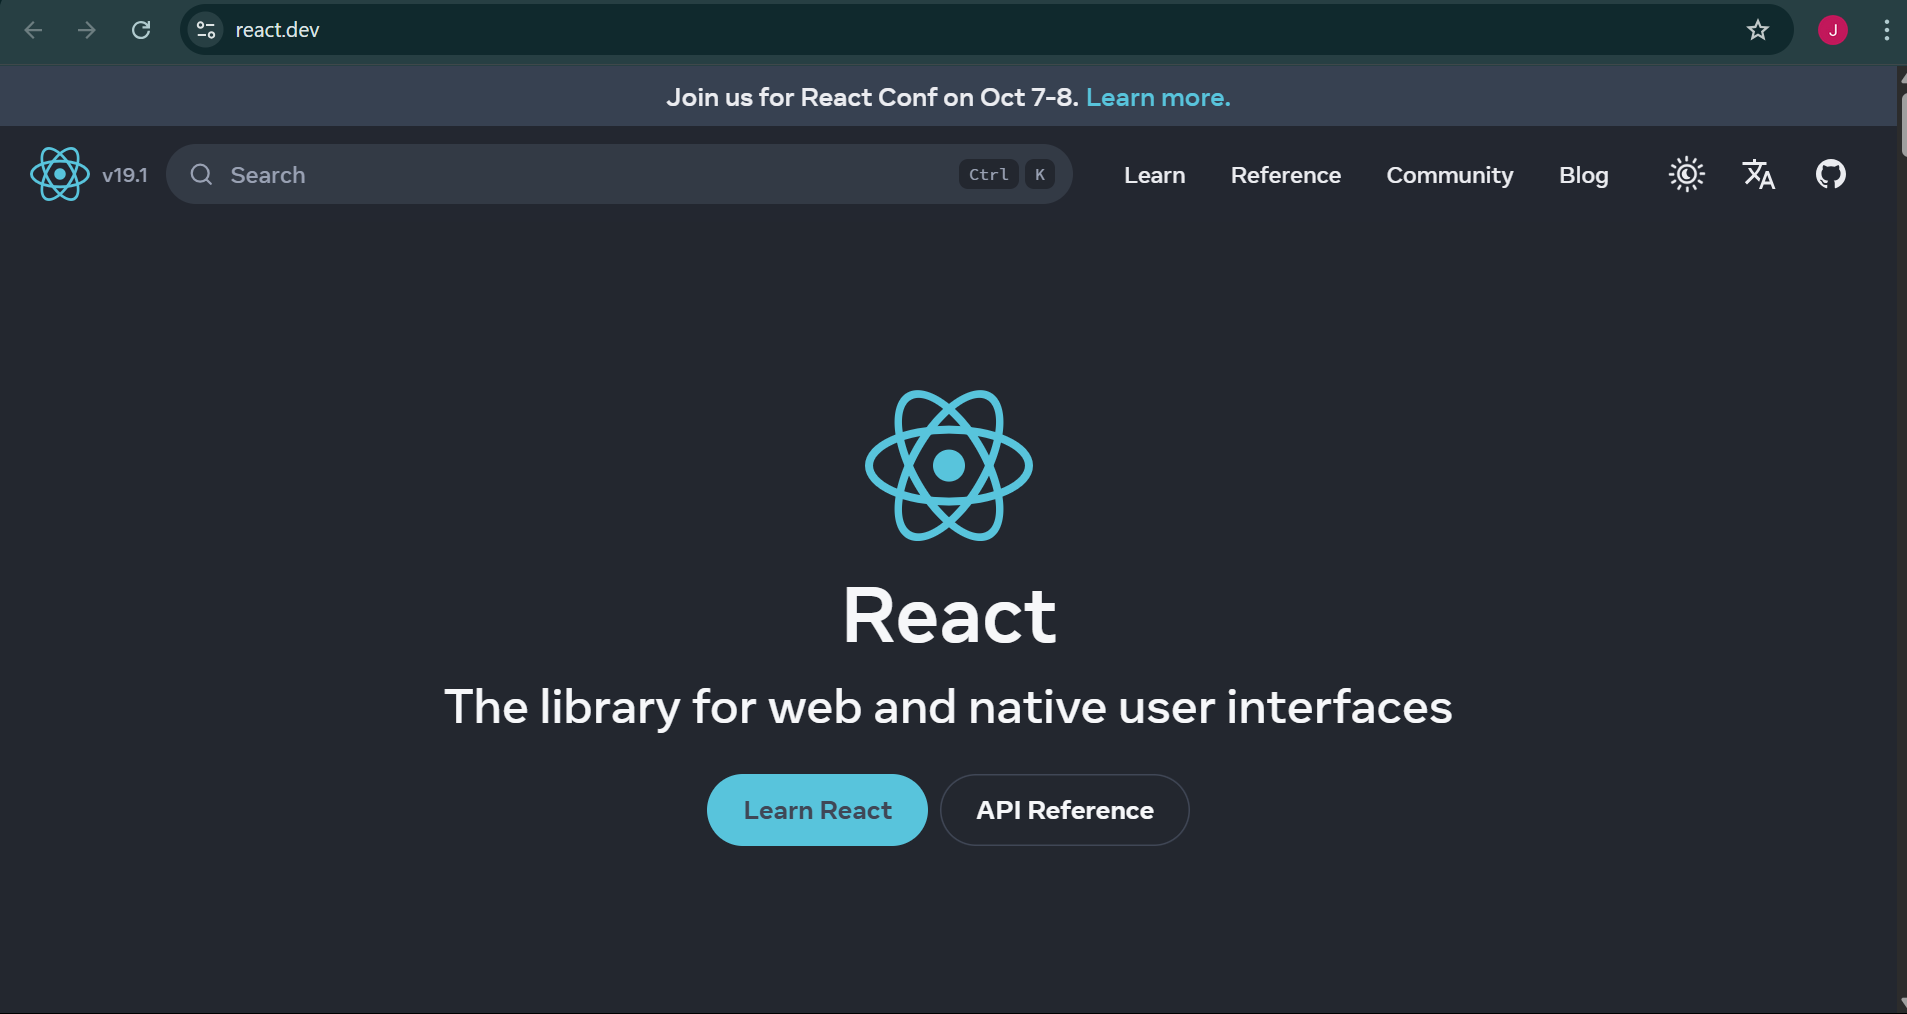 react.dev
J
Join us for React Conf on Oct 7-8. Learn more.
v19.1 Search Ctrl K Learn Reference Community Blog
React
The library for web and native user interfaces
Learn React API Reference